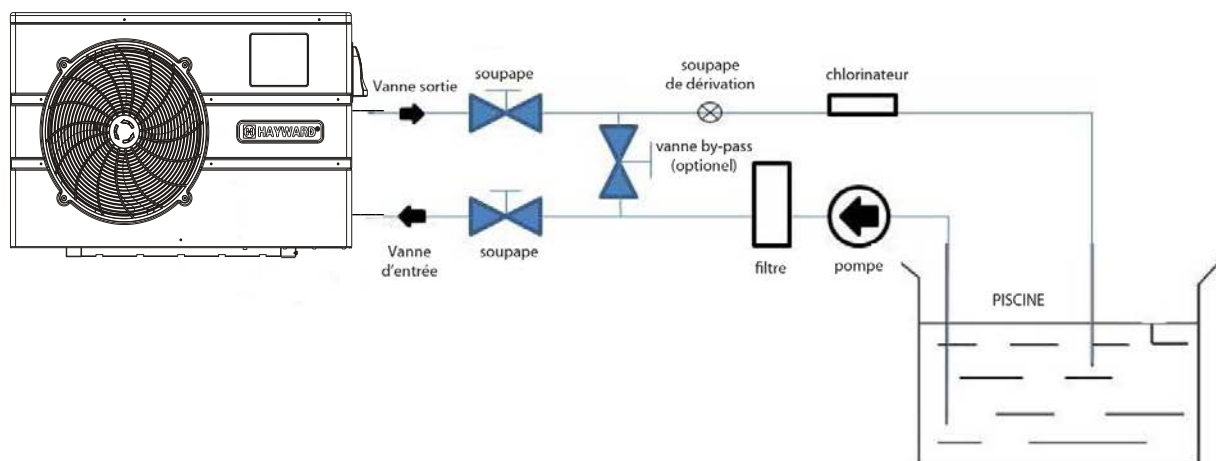 soupape
soupape
de dérivation
chlorinateur
Vanne sortie
HAYWARD®
vanne by-pass
(optionel)
Vanne
d'entrée
soupape
filtre
pompe
PISCINE